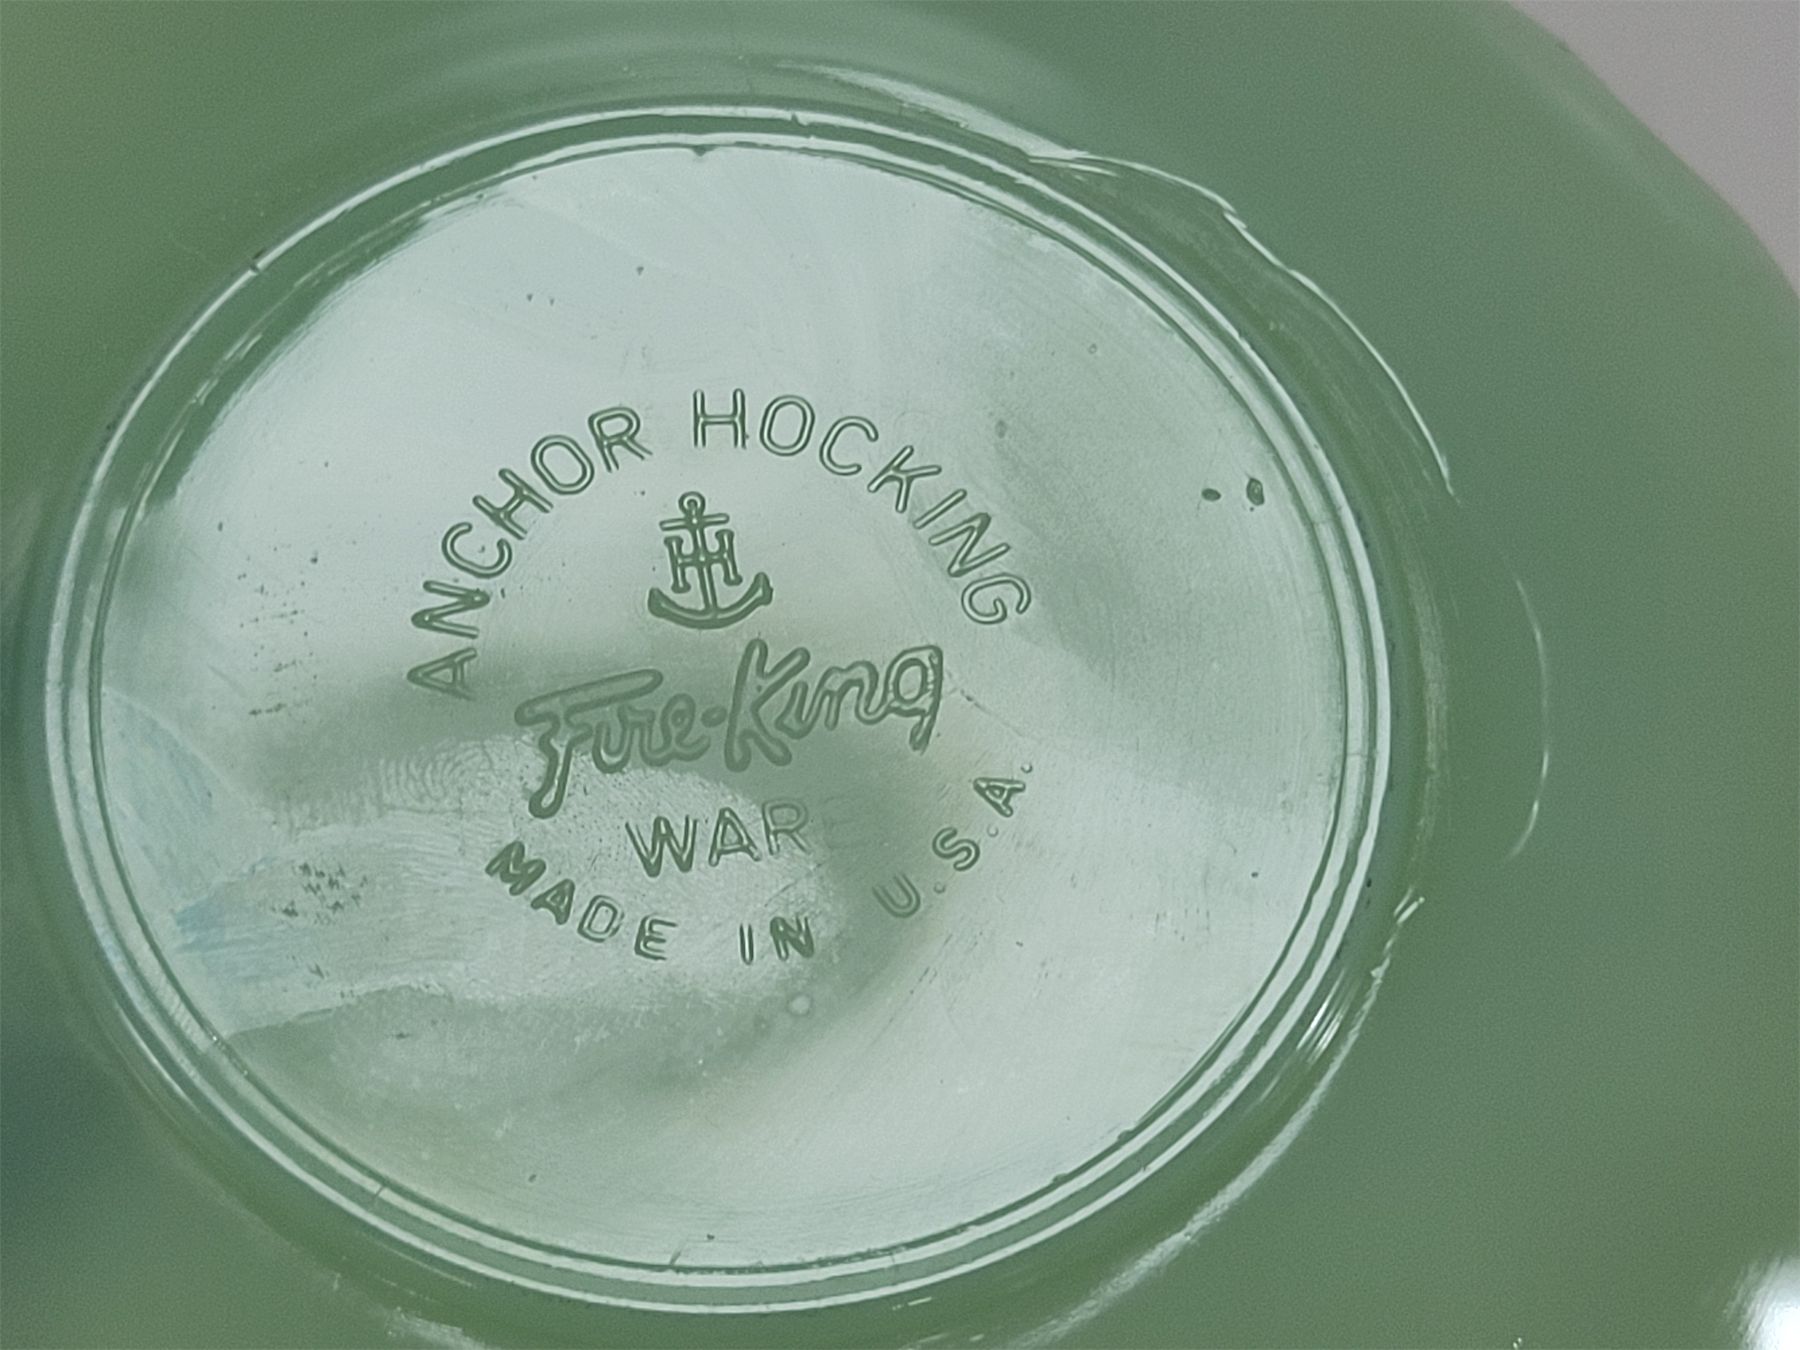 ANCHOR HOCKING
H
Fire-King
WAR
MADE IN U.S.A.